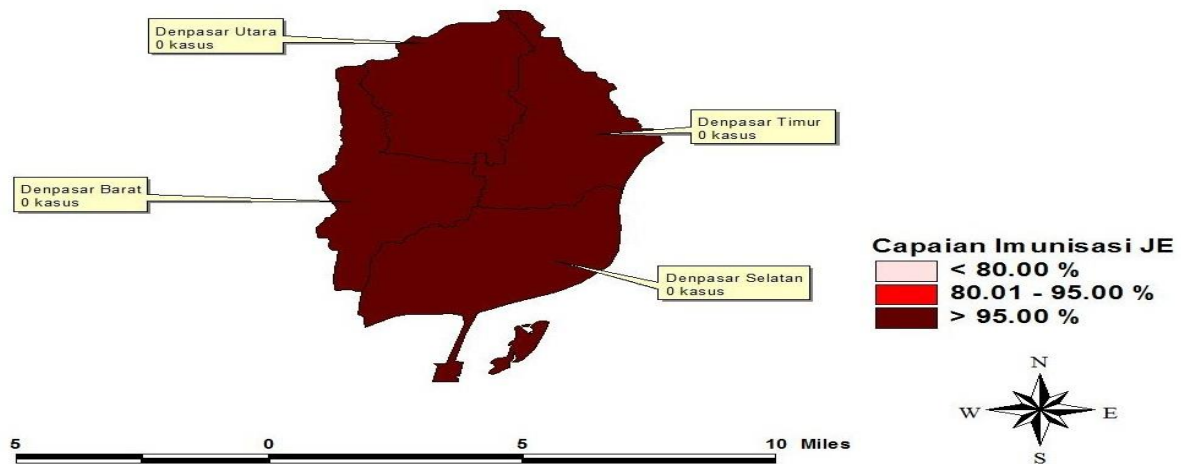 Denpasar Utara
0 kasus
Denpasar Timur
0 kasus
Denpasar Barat
0 kasus
Denpasar Selatan
0 kasus
Capaian Imunisasi JE
< 80.00 %
80.01 - 95.00 %
> 95.00 %
N
W E
S
5 0 5 10 Miles